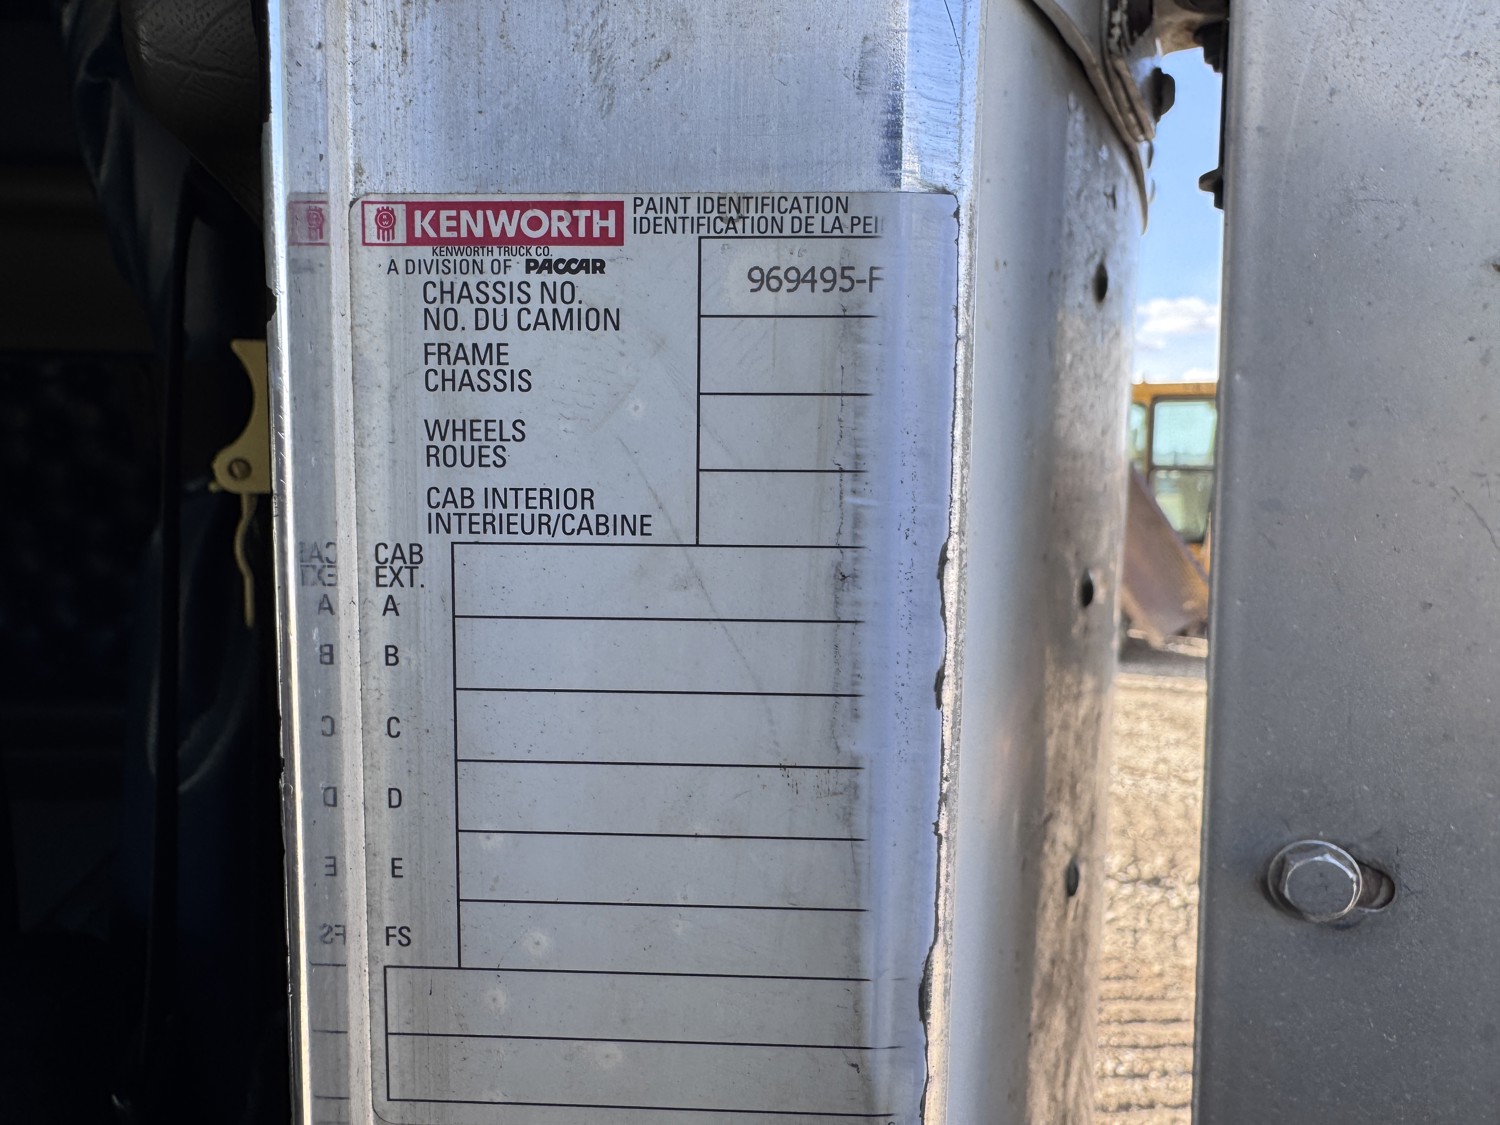 KENWORTH
KENWORTH TRUCK CO.
A DIVISION OF PACCAR
PAINT IDENTIFICATION
IDENTIFICATION DE LA PEI
CHASSIS NO.
NO. DU CAMION
969495-F
FRAME
CHASSIS
WHEELS
ROUES
CAB INTERIOR
INTERIEUR/CABINE
CAB
EXT.
A
B
C
D
E
FS